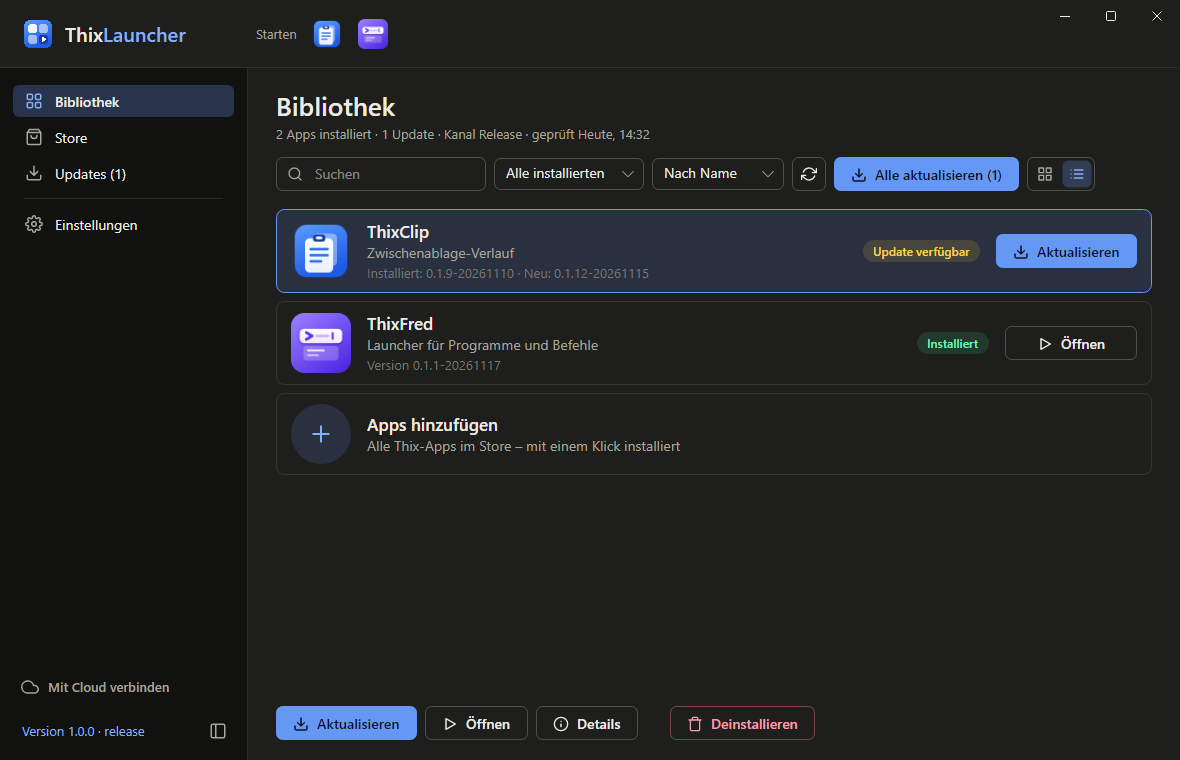 ThixLauncher
Starten
Bibliothek
Store
Updates (1)
Einstellungen
Mit Cloud verbinden
Version 1.0.0 · release
Bibliothek
2 Apps installiert · 1 Update · Kanal Release · geprüft Heute, 14:32
Suchen
Alle installierten
Nach Name
Alle aktualisieren (1)
ThixClip
Zwischenablage-Verlauf
Installiert: 0.1.9-20261110 · Neu: 0.1.12-20261115
Update verfügbar
Aktualisieren
ThixFred
Launcher für Programme und Befehle
Version 0.1.1-20261117
Installiert
Öffnen
Apps hinzufügen
Alle Thix-Apps im Store – mit einem Klick installiert
Aktualisieren
Öffnen
Details
Deinstallieren